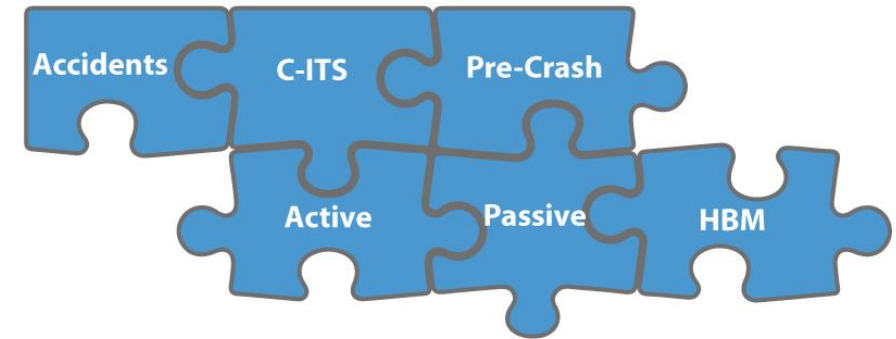 Accidents
C-ITS
Pre-Crash
Active
Passive
HBM